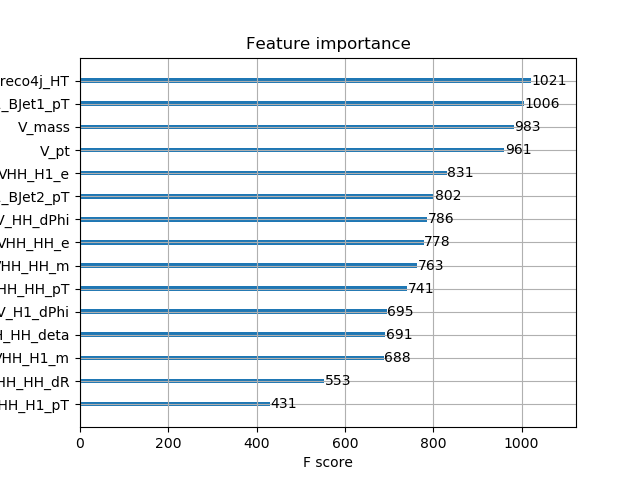 Feature importance
reco4j_HT 1021
_BJet1_pT 1006
V_mass 983
V_pt 961
VHH_H1_e 831
_BJet2_pT 802
V_HH_dPhi 786
VHH_HH_e 778
VHH_HH_m 763
HH_HH_pT 741
V_H1_dPhi 695
H_HH_deta 691
VHH_H1_m 688
HH_HH_dR 553
HH_H1_pT 431
0 200 400 600 800 1000
F score